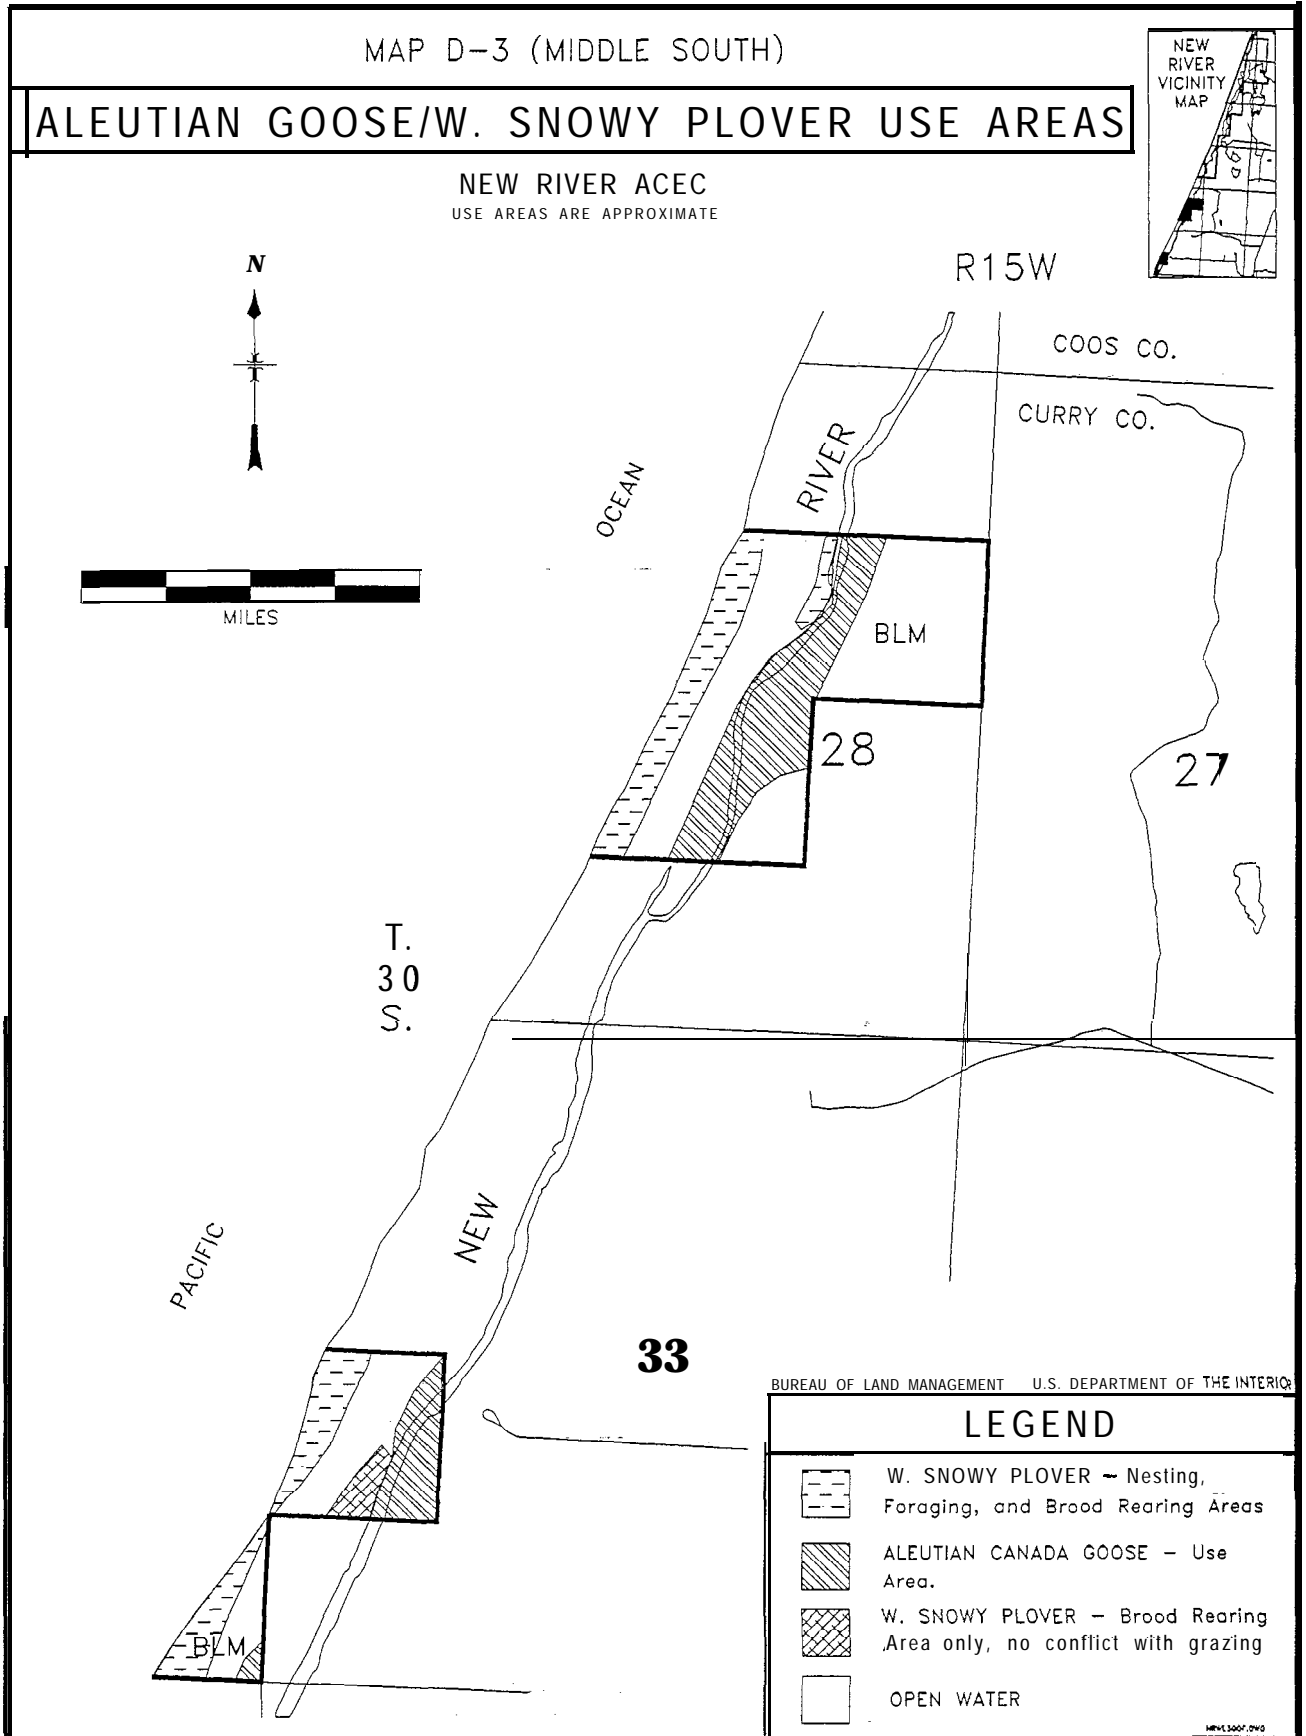 MAP D-3 (MIDDLE SOUTH)
NEW
RIVER
VICINITY
MAP
ALEUTIAN GOOSE/W. SNOWY PLOVER USE AREAS
NEW RIVER ACEC
USE AREAS ARE APPROXIMATE
N
R15W
COOS CO.
CURRY CO.
RIVER
OCEAN
MILES
BLM
28
27
T.
30
S.
NEW
PACIFIC
33
BUREAU OF LAND MANAGEMENT U.S. DEPARTMENT OF THE INTERIOR
LEGEND
W. SNOWY PLOVER - Nesting,
Foraging, and Brood Rearing Areas
ALEUTIAN CANADA GOOSE - Use
Area.
W. SNOWY PLOVER - Brood Rearing
Area only, no conflict with grazing
BLM
OPEN WATER